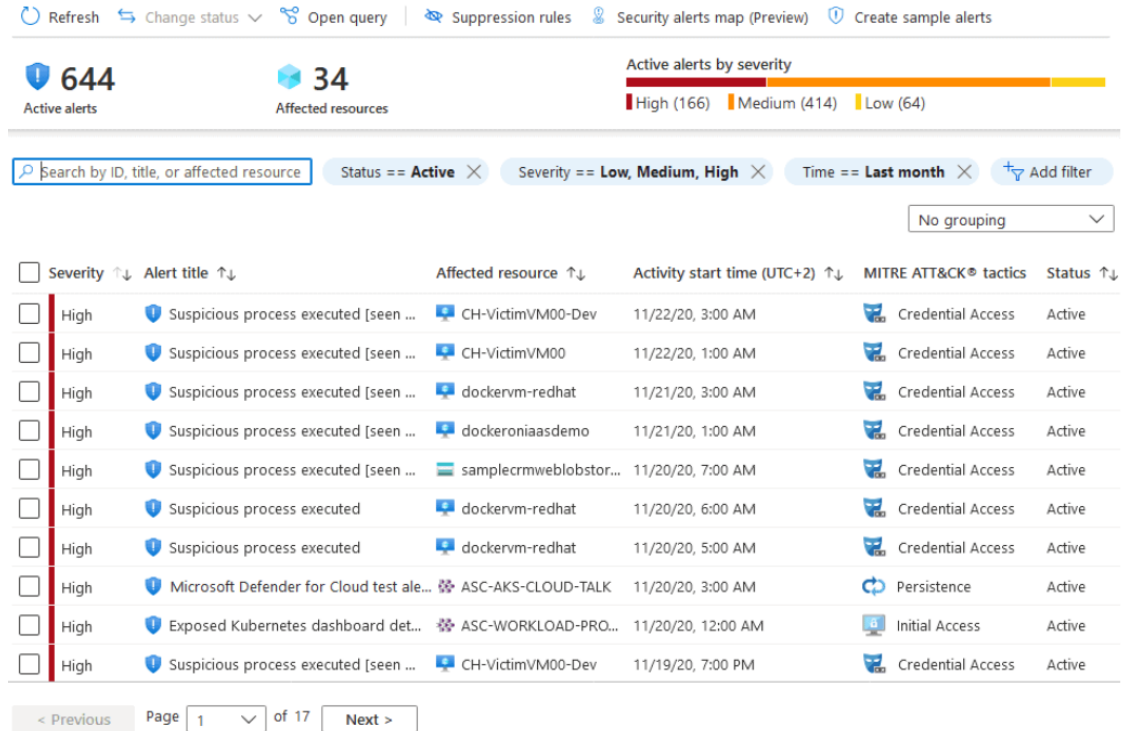 Refresh Change status Open query Suppression rules Security alerts map (Preview) Create sample alerts
644 34 Active alerts by severity
Active alerts Affected resources High (166) Medium (414) Low (64)
Search by ID, title, or affected resource Status == Active Severity == Low, Medium, High Time == Last month Add filter
No grouping
Severity Alert title Affected resource Activity start time (UTC+2) MITRE ATT&CK® tactics Status
High Suspicious process executed [seen ... CH-VictimVM00-Dev 11/22/20, 3:00 AM Credential Access Active
High Suspicious process executed [seen ... CH-VictimVM00 11/22/20, 1:00 AM Credential Access Active
High Suspicious process executed [seen ... dockervm-redhat 11/21/20, 3:00 AM Credential Access Active
High Suspicious process executed [seen ... dockeroniaasdemo 11/21/20, 1:00 AM Credential Access Active
High Suspicious process executed [seen ... samplecrmweblobstor... 11/20/20, 7:00 AM Credential Access Active
High Suspicious process executed dockervm-redhat 11/20/20, 6:00 AM Credential Access Active
High Suspicious process executed dockervm-redhat 11/20/20, 5:00 AM Credential Access Active
High Microsoft Defender for Cloud test ale... ASC-AKS-CLOUD-TALK 11/20/20, 3:00 AM Persistence Active
High Exposed Kubernetes dashboard det... ASC-WORKLOAD-PRO... 11/20/20, 12:00 AM Initial Access Active
High Suspicious process executed [seen ... CH-VictimVM00-Dev 11/19/20, 7:00 PM Credential Access Active
< Previous Page 1 of 17 Next >